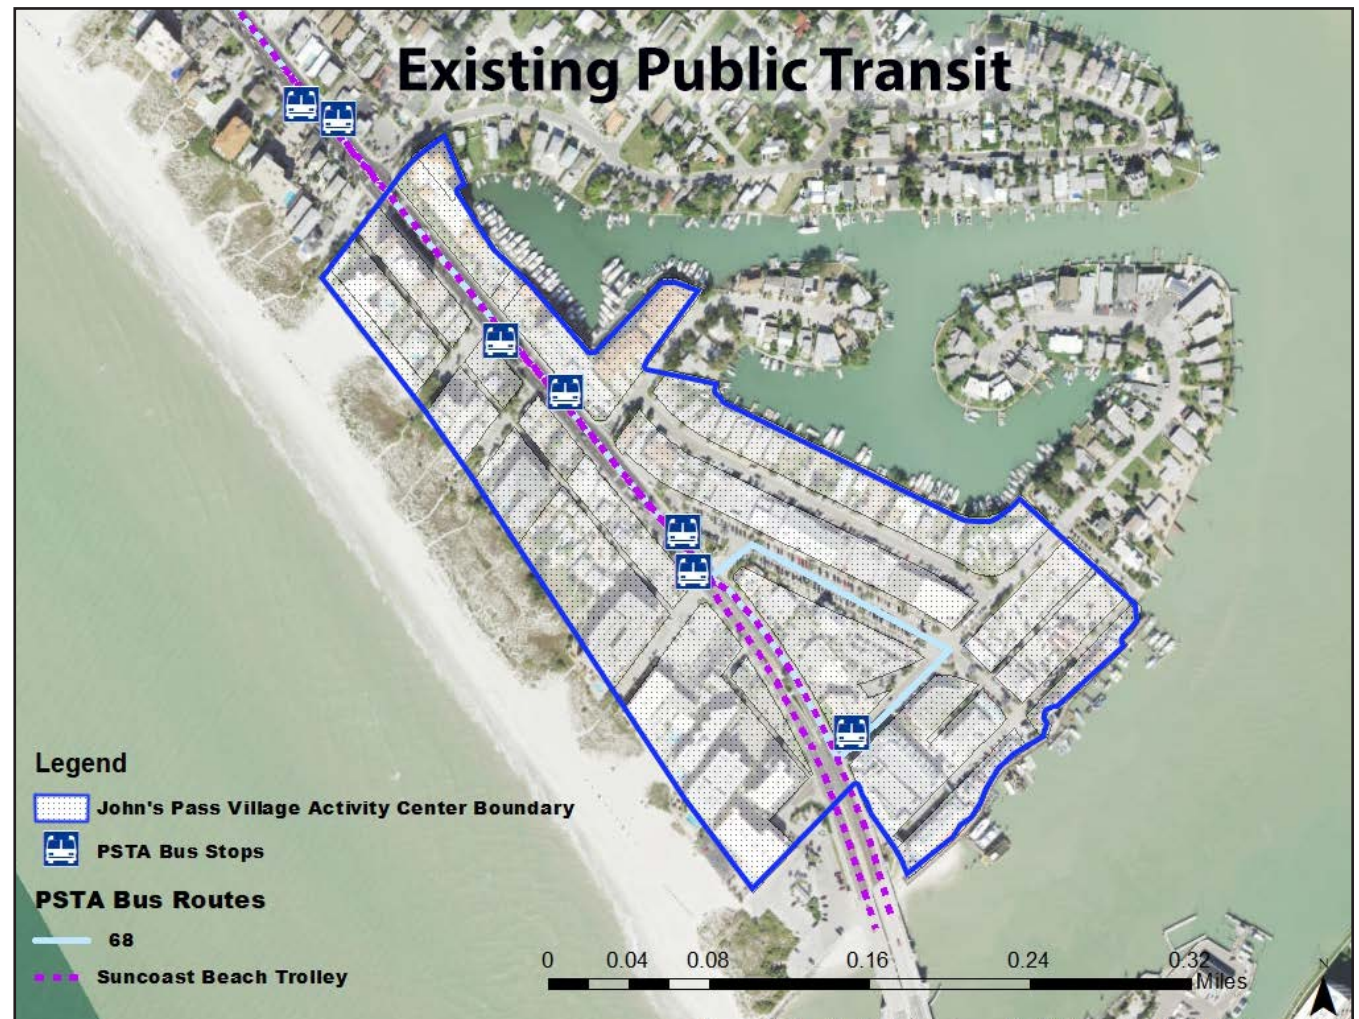 Existing Public Transit
Legend
John's Pass Village Activity Center Boundary
PSTA Bus Stops
PSTA Bus Routes
68
Suncoast Beach Trolley
0 0.04 0.08 0.16 0.24 0.32
Miles
N